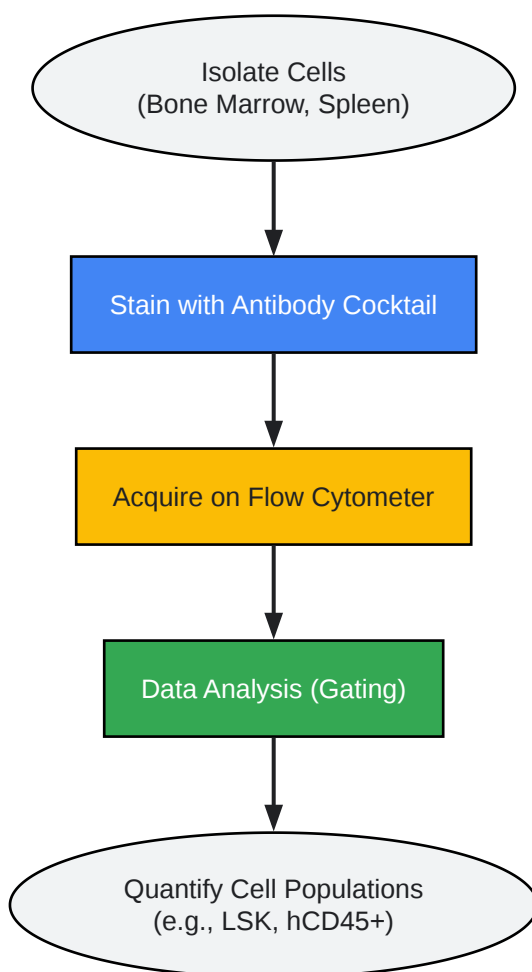 Isolate Cells
(Bone Marrow, Spleen)
Stain with Antibody Cocktail
Acquire on Flow Cytometer
Data Analysis (Gating)
Quantify Cell Populations
(e.g., LSK, hCD45+)